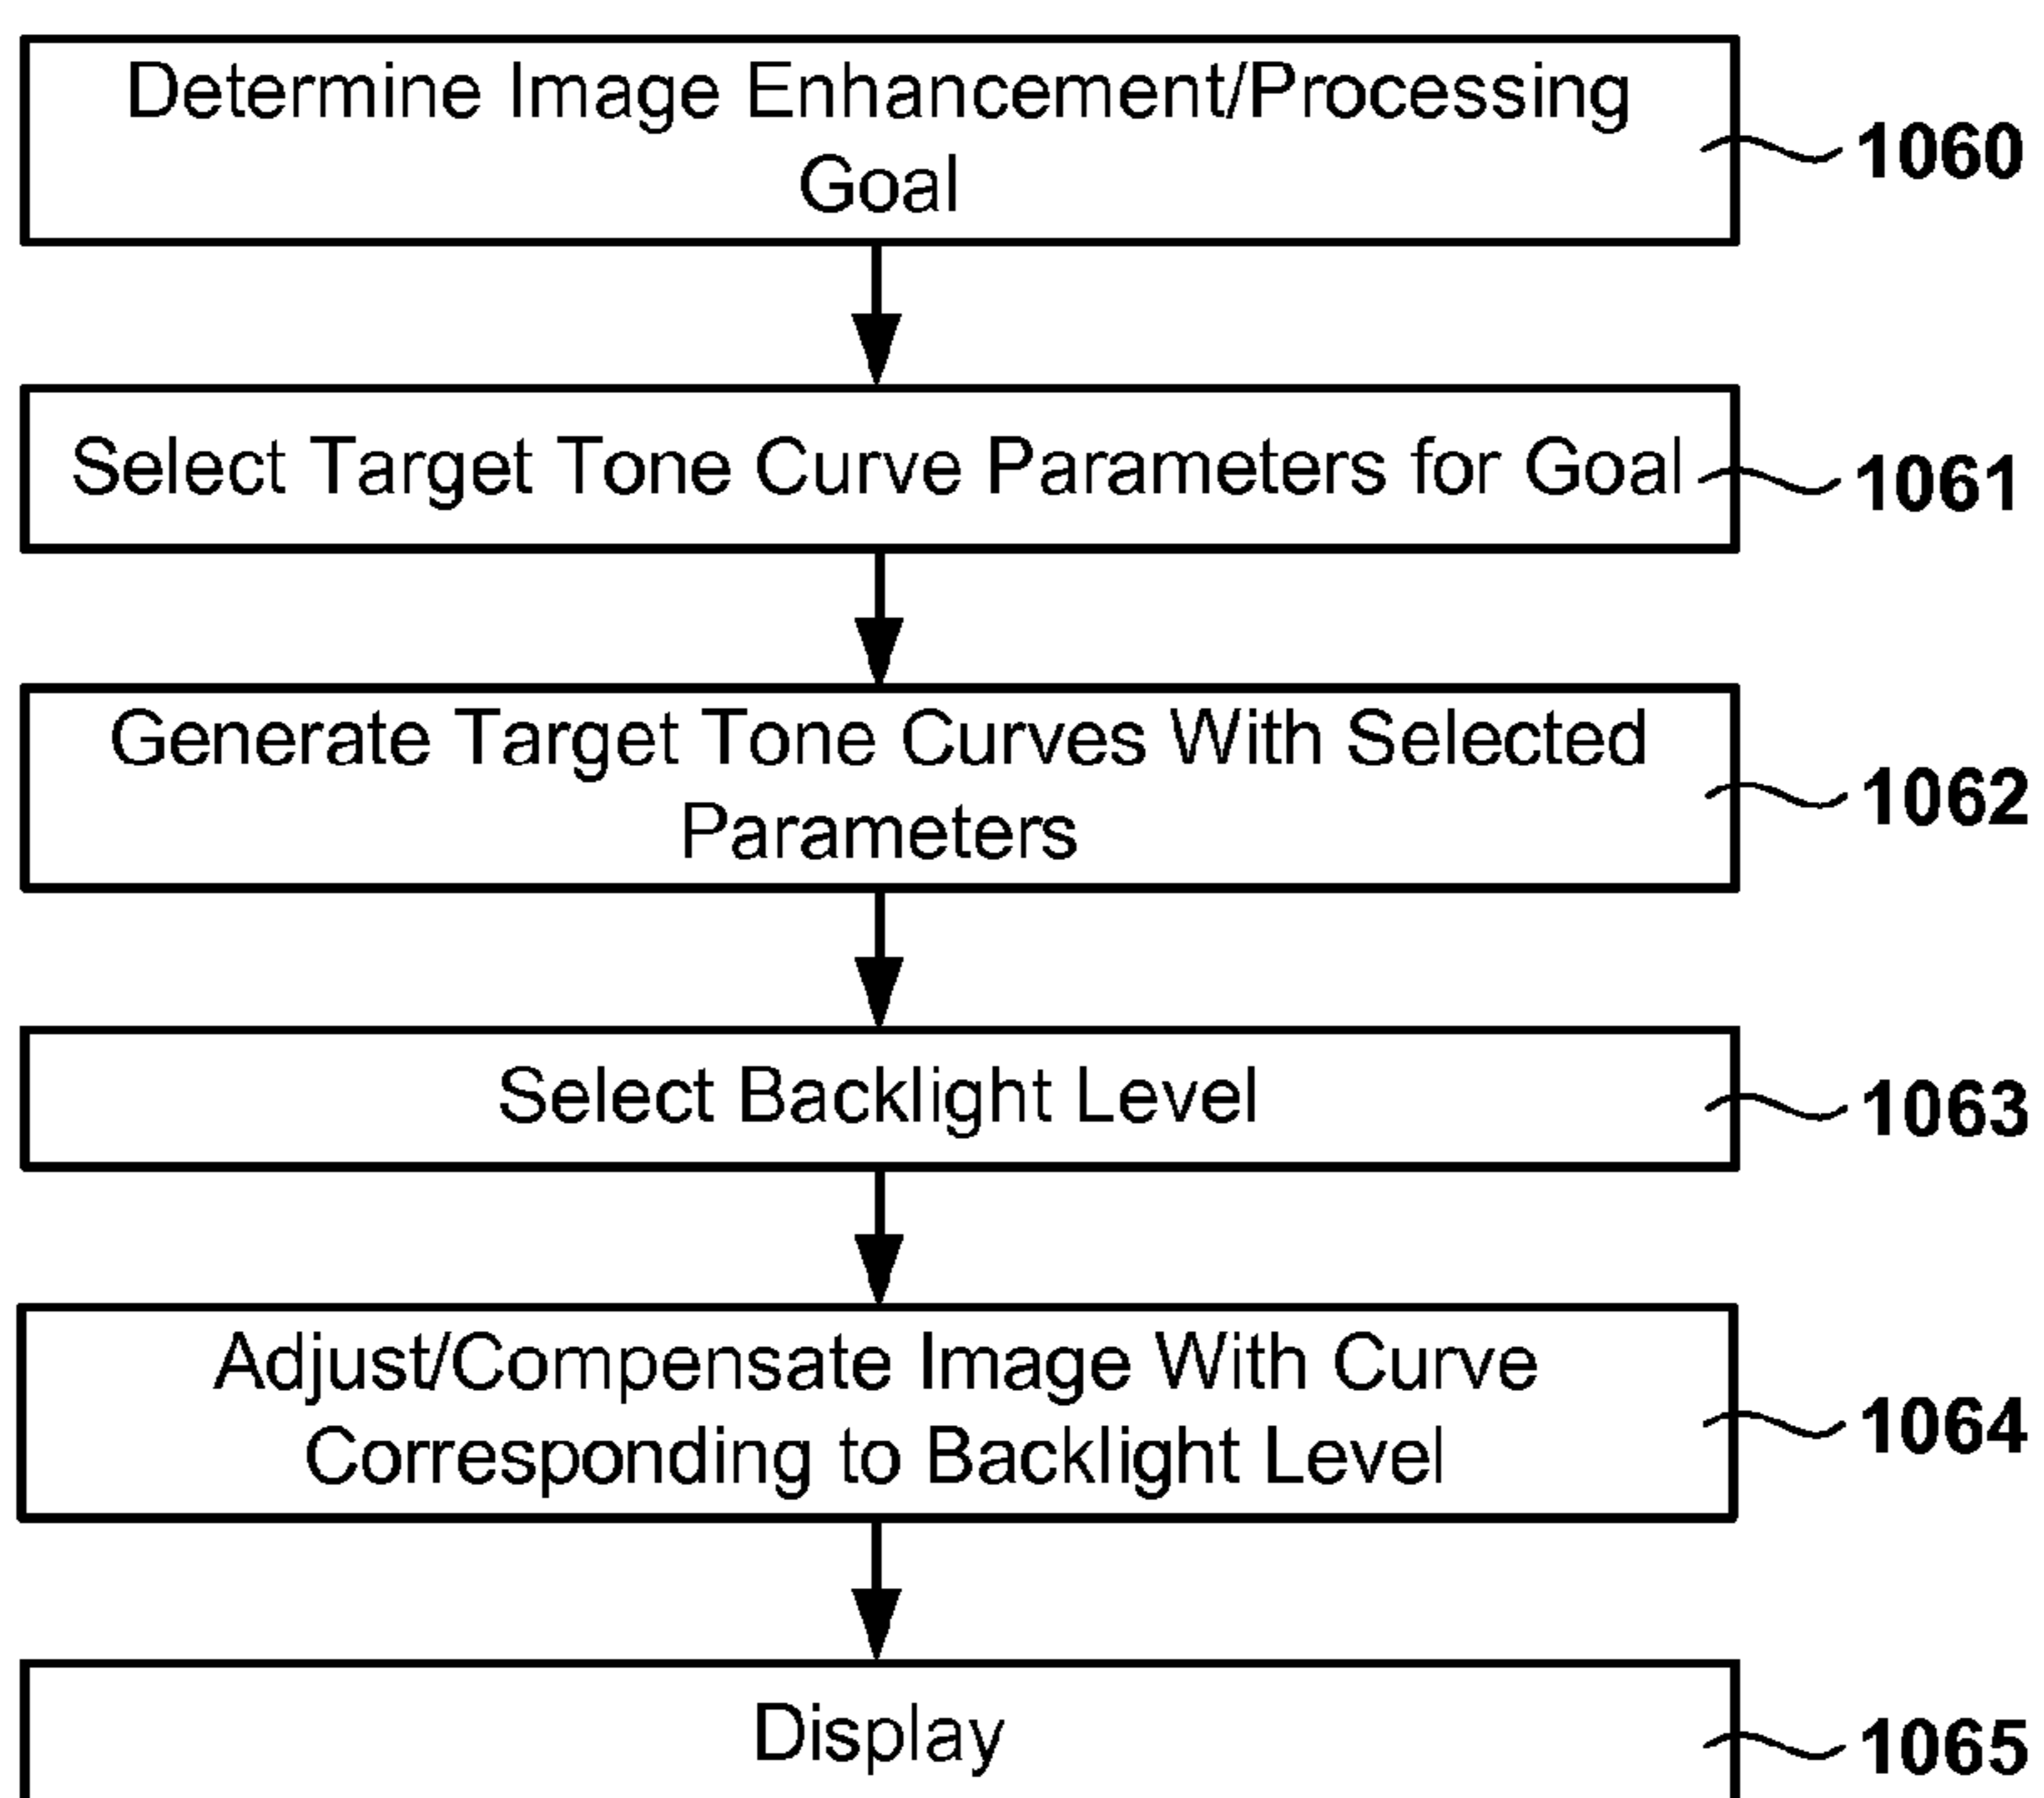 Determine Image Enhancement/Processing
Goal
1060
Select Target Tone Curve Parameters for Goal
1061
Generate Target Tone Curves With Selected
Parameters
1062
Select Backlight Level
1063
Adjust/Compensate Image With Curve
Corresponding to Backlight Level
1064
Display
1065